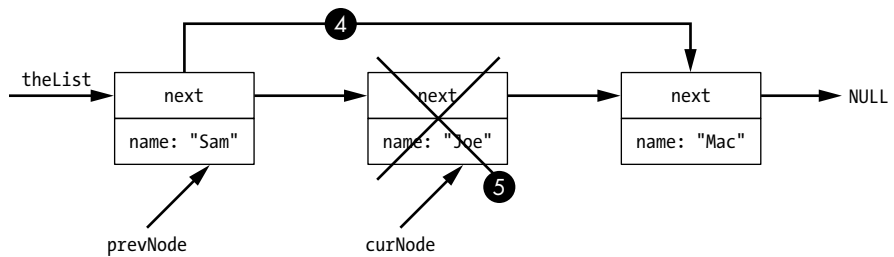 4
theList
next
next
next
NULL
name: "Sam"
name: "Joe"
name: "Mac"
5
prevNode
curNode